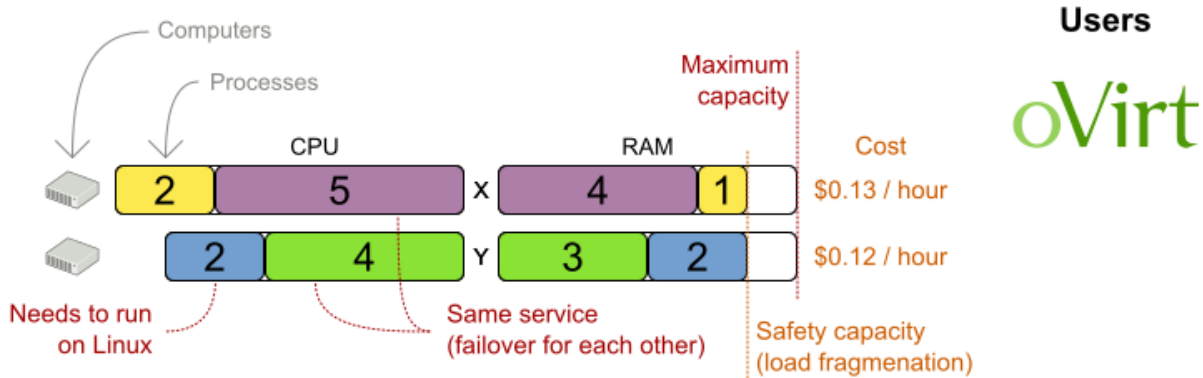 Computers
Processes
Users
oVirt
Maximum
capacity
CPU
RAM
Cost
2 5 X 4 1 $0.13 / hour
2 4 Y 3 2 $0.12 / hour
Needs to run
on Linux
Same service
(failover for each other)
Safety capacity
(load fragmenation)